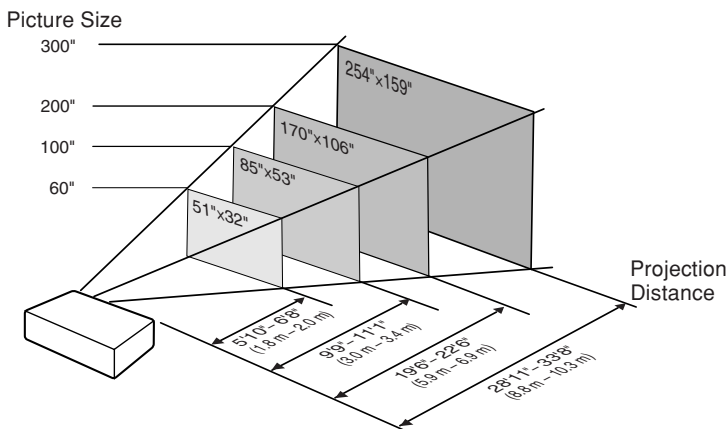 Picture Size
300"
200"
100"
60"
254"x159"
170"x106"
85"x53"
51"x32"
Projection
Distance
5'10"–6'8"
(1.8 m – 2.0 m)
9'9"–11'1"
(3.0 m – 3.4 m)
19'6"–22'6"
(5.9 m – 6.9 m)
28'11"–33'8"
(8.8 m – 10.3 m)